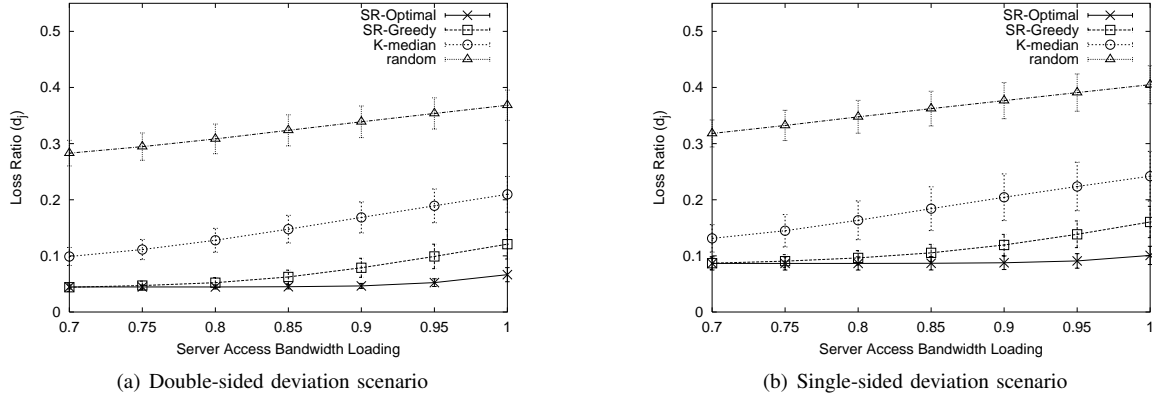 SR-Optimal
SR-Greedy
K-median
random
0.5
0.4
0.3
0.2
0.1
0
Loss Ratio (dj)
0.7 0.75 0.8 0.85 0.9 0.95 1
Server Access Bandwidth Loading
(a) Double-sided deviation scenario
SR-Optimal
SR-Greedy
K-median
random
0.5
0.4
0.3
0.2
0.1
0
Loss Ratio (dj)
0.7 0.75 0.8 0.85 0.9 0.95 1
Server Access Bandwidth Loading
(b) Single-sided deviation scenario